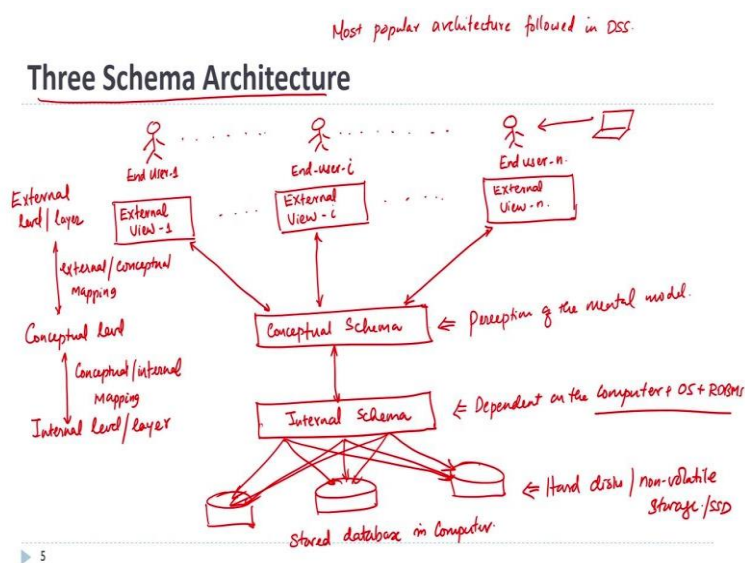 Most popular architecture followed in DSS.
Three Schema Architecture
End user-1
End-user-i
End user-n.
External
level/layer
External
View-1
External
View-i
External
View-n.
external/conceptual
Mapping
Conceptual level
Conceptual Schema
⇐ Perception of the mental model.
Conceptual/internal
Mapping
Internal level/layer
Internal Schema
⇐ Dependent on the Computer + OS + RDBMS
⇐ Hard disks / non-volatile
Storage/SSD
Stored database in Computer.
5